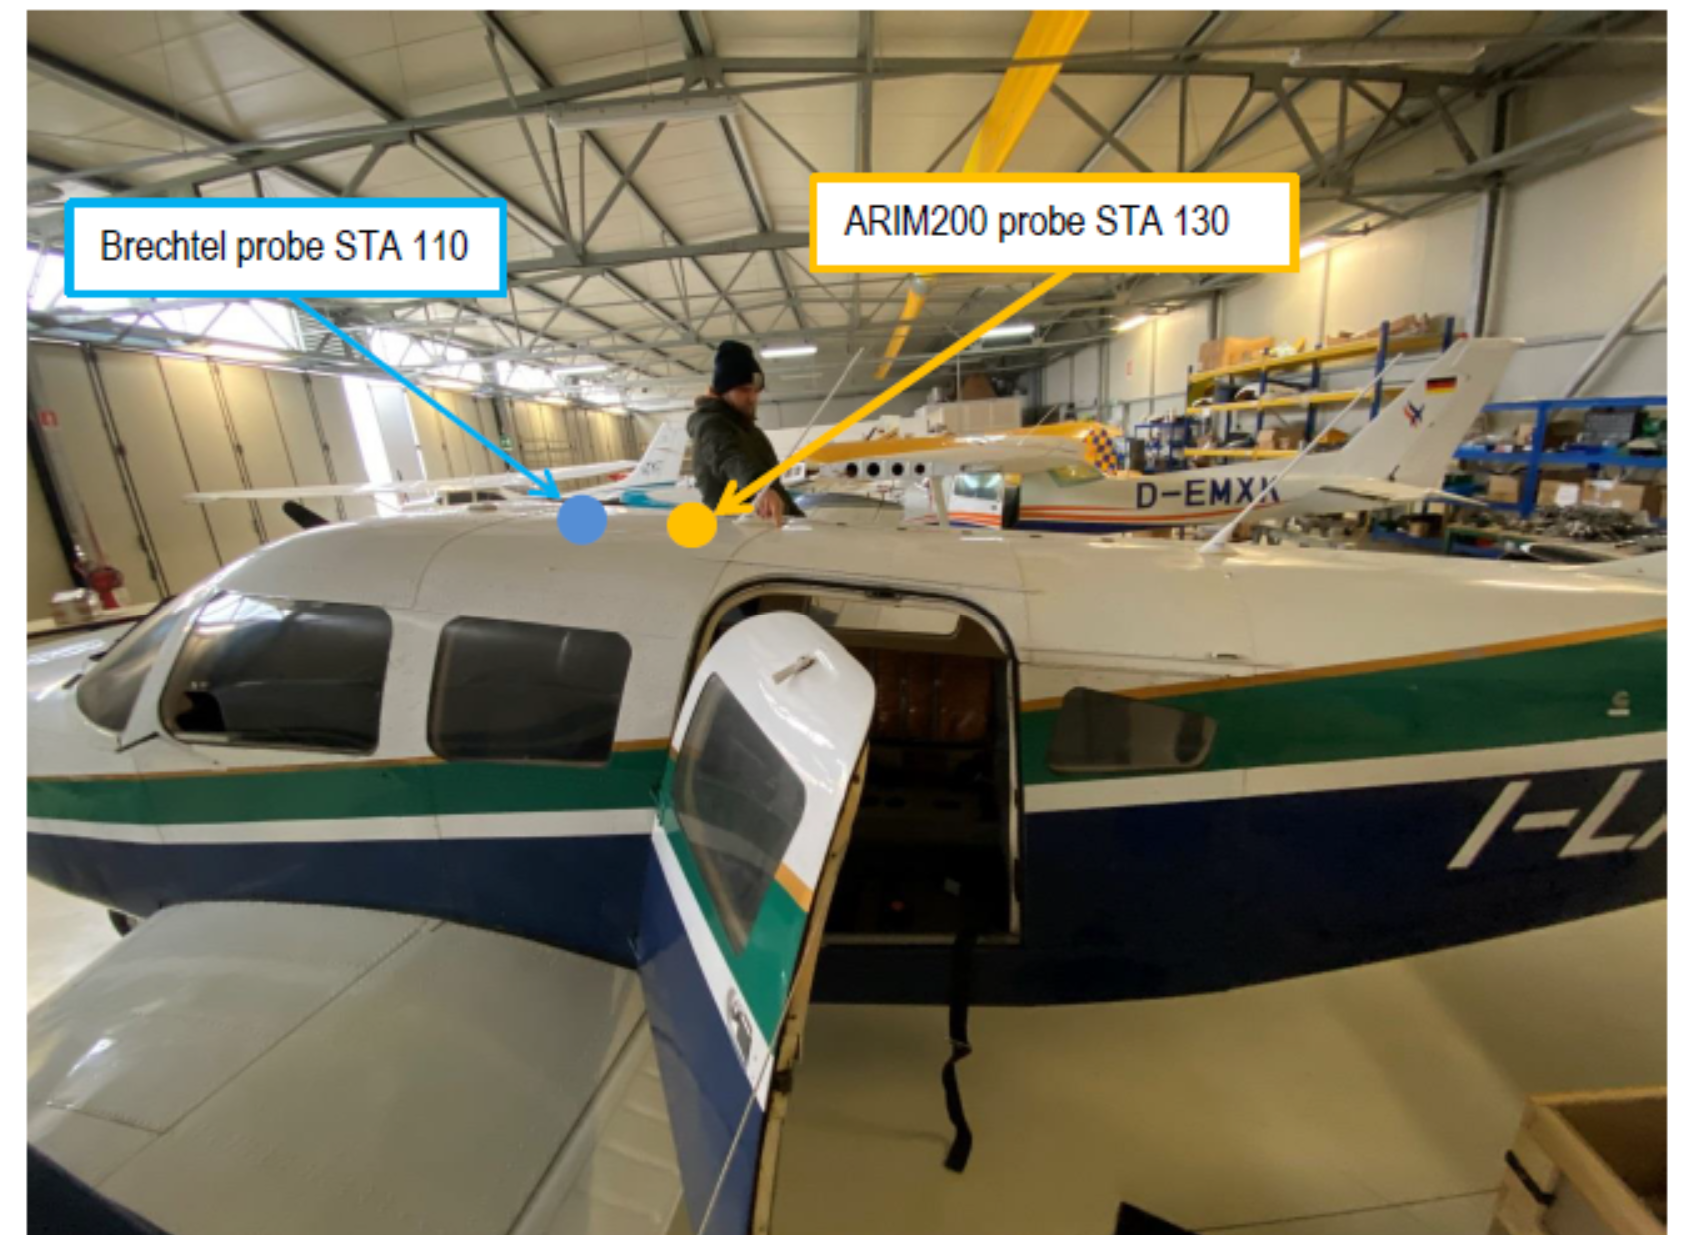 Brechtel probe STA 110
ARIM200 probe STA 130
D-EMXK
I-L